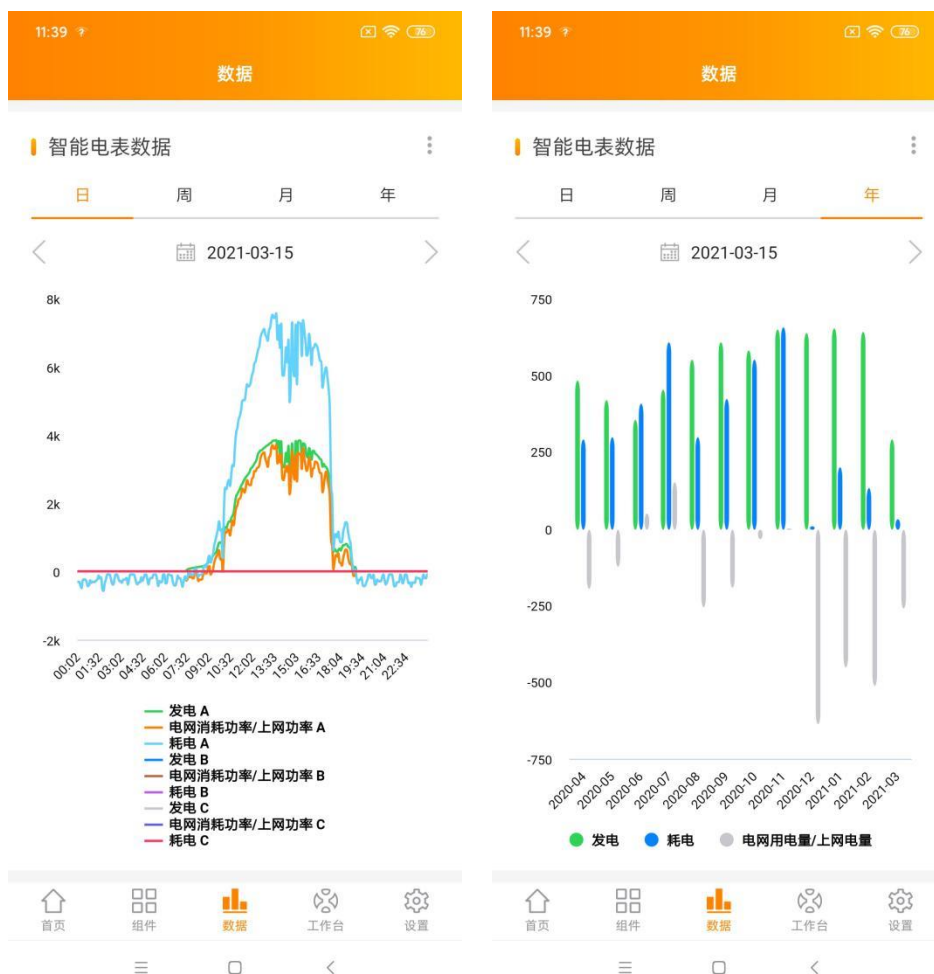 11:39
76
数据
智能电表数据
日 周 月 年
2021-03-15
8k
6k
4k
2k
0
-2k
00:02 01:32 03:02 04:32 06:02 07:32 09:02 10:32 12:02 13:33 15:03 16:33 18:04 19:34 21:04 22:34
发电 A
电网消耗功率/上网功率 A
耗电 A
发电 B
电网消耗功率/上网功率 B
耗电 B
发电 C
电网消耗功率/上网功率 C
耗电 C
首页 组件 数据 工作台 设置
11:39
76
数据
智能电表数据
日 周 月 年
2021-03-15
750
500
250
0
-250
-500
-750
2020-04 2020-05 2020-06 2020-07 2020-08 2020-09 2020-10 2020-11 2020-12 2021-01 2021-02 2021-03
发电 耗电 电网用电量/上网电量
首页 组件 数据 工作台 设置